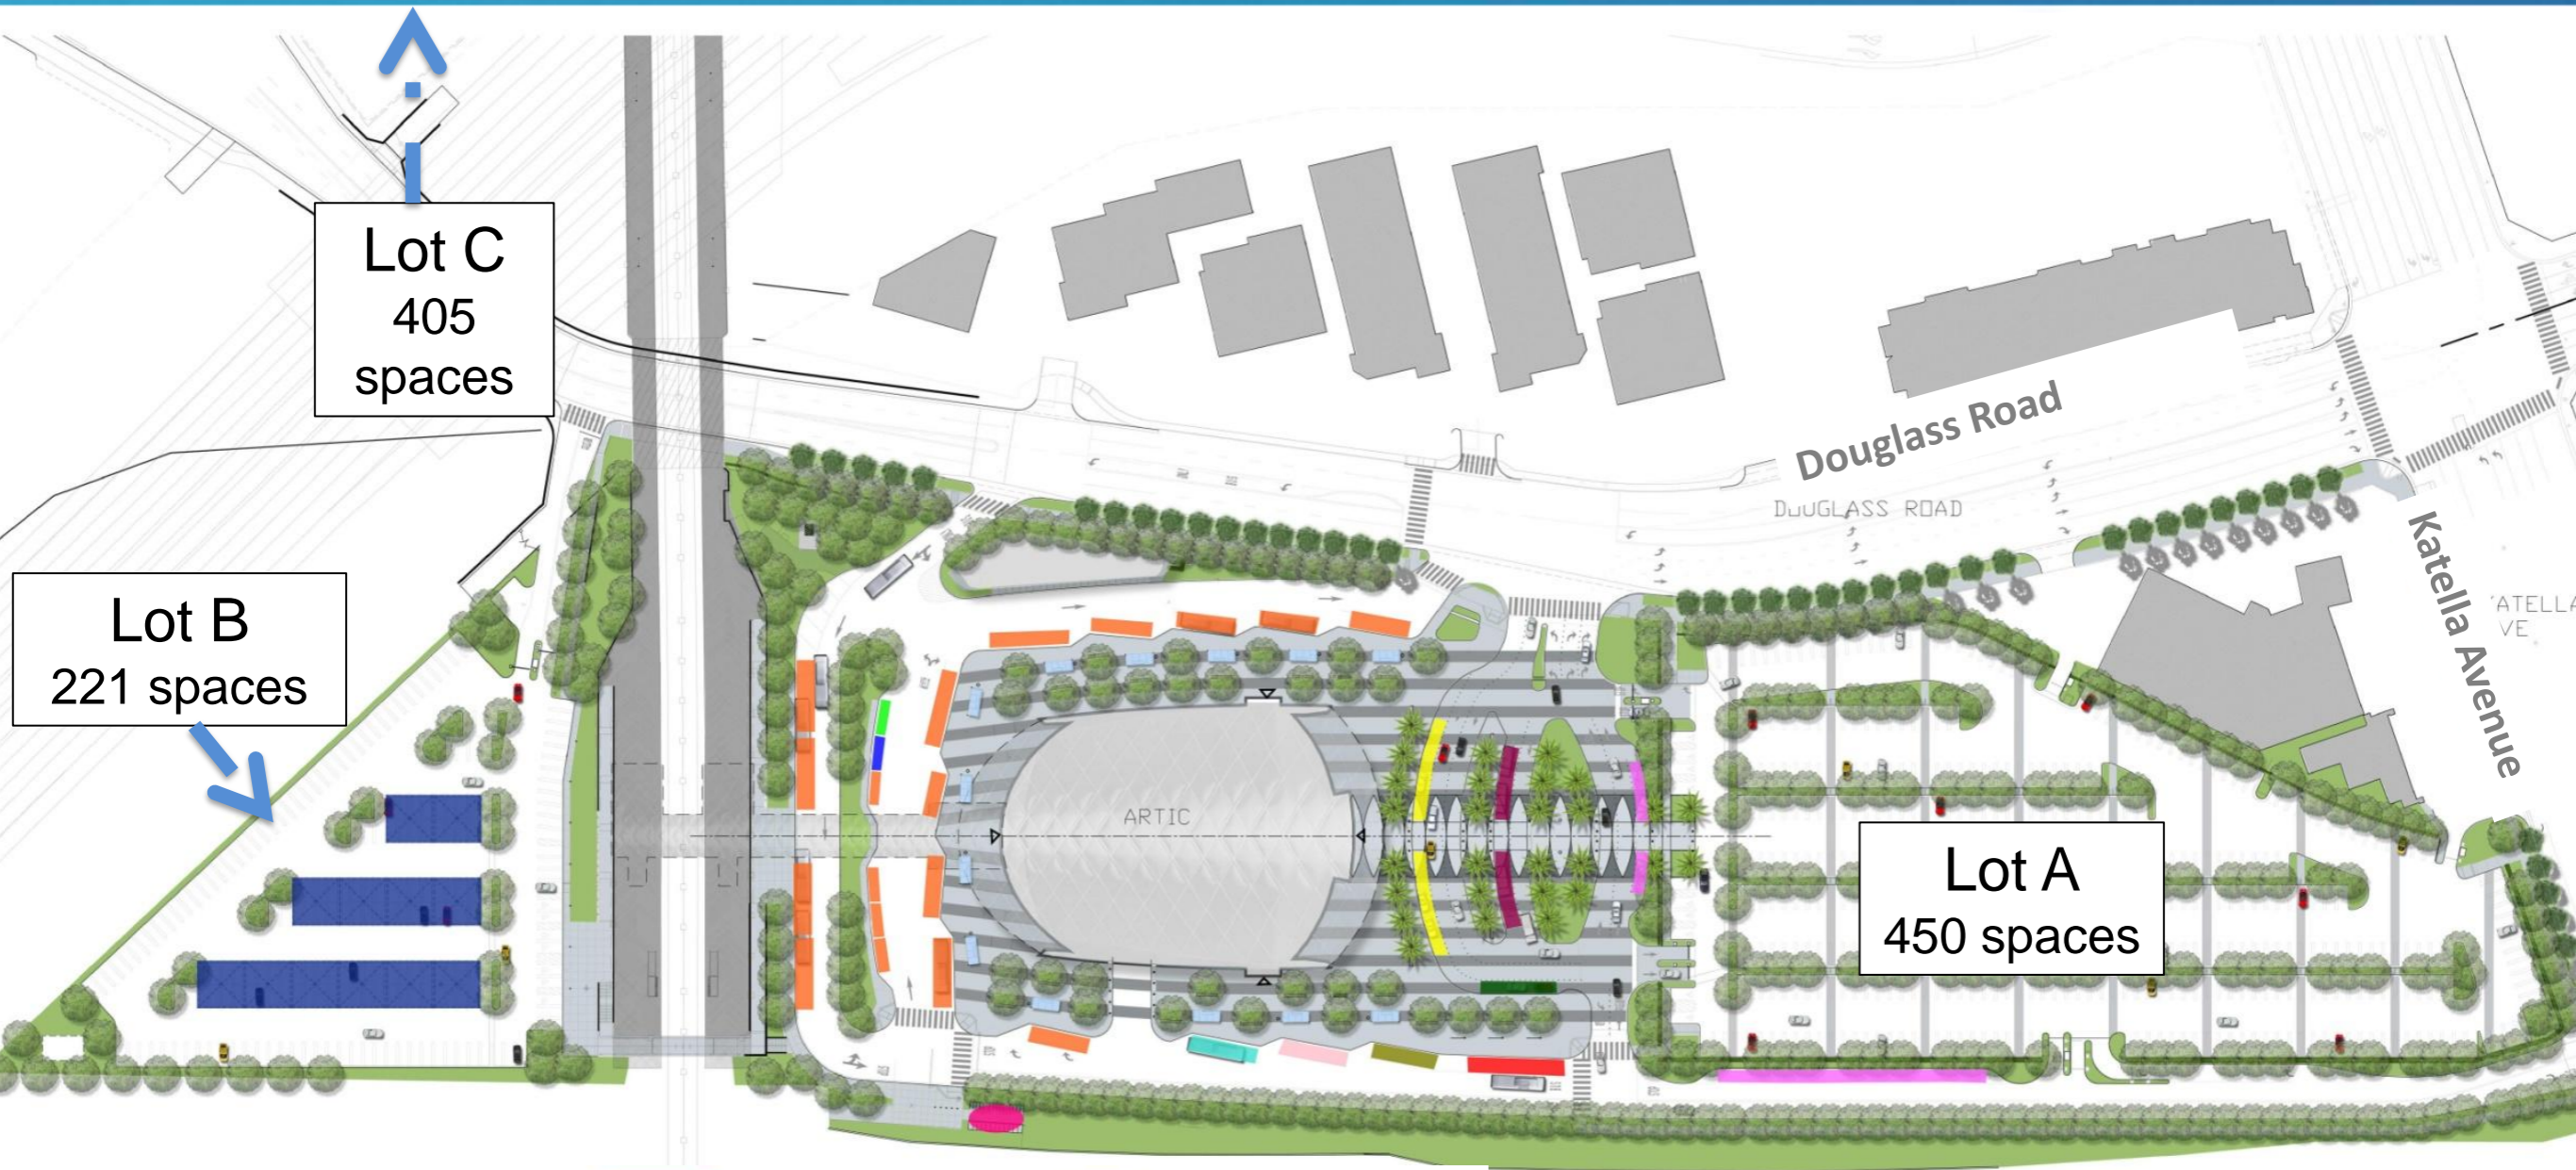 Lot C
405
spaces
Douglass Road
DOUGLASS ROAD
Katella Avenue
Lot B
221 spaces
ARTIC
Lot A
450 spaces